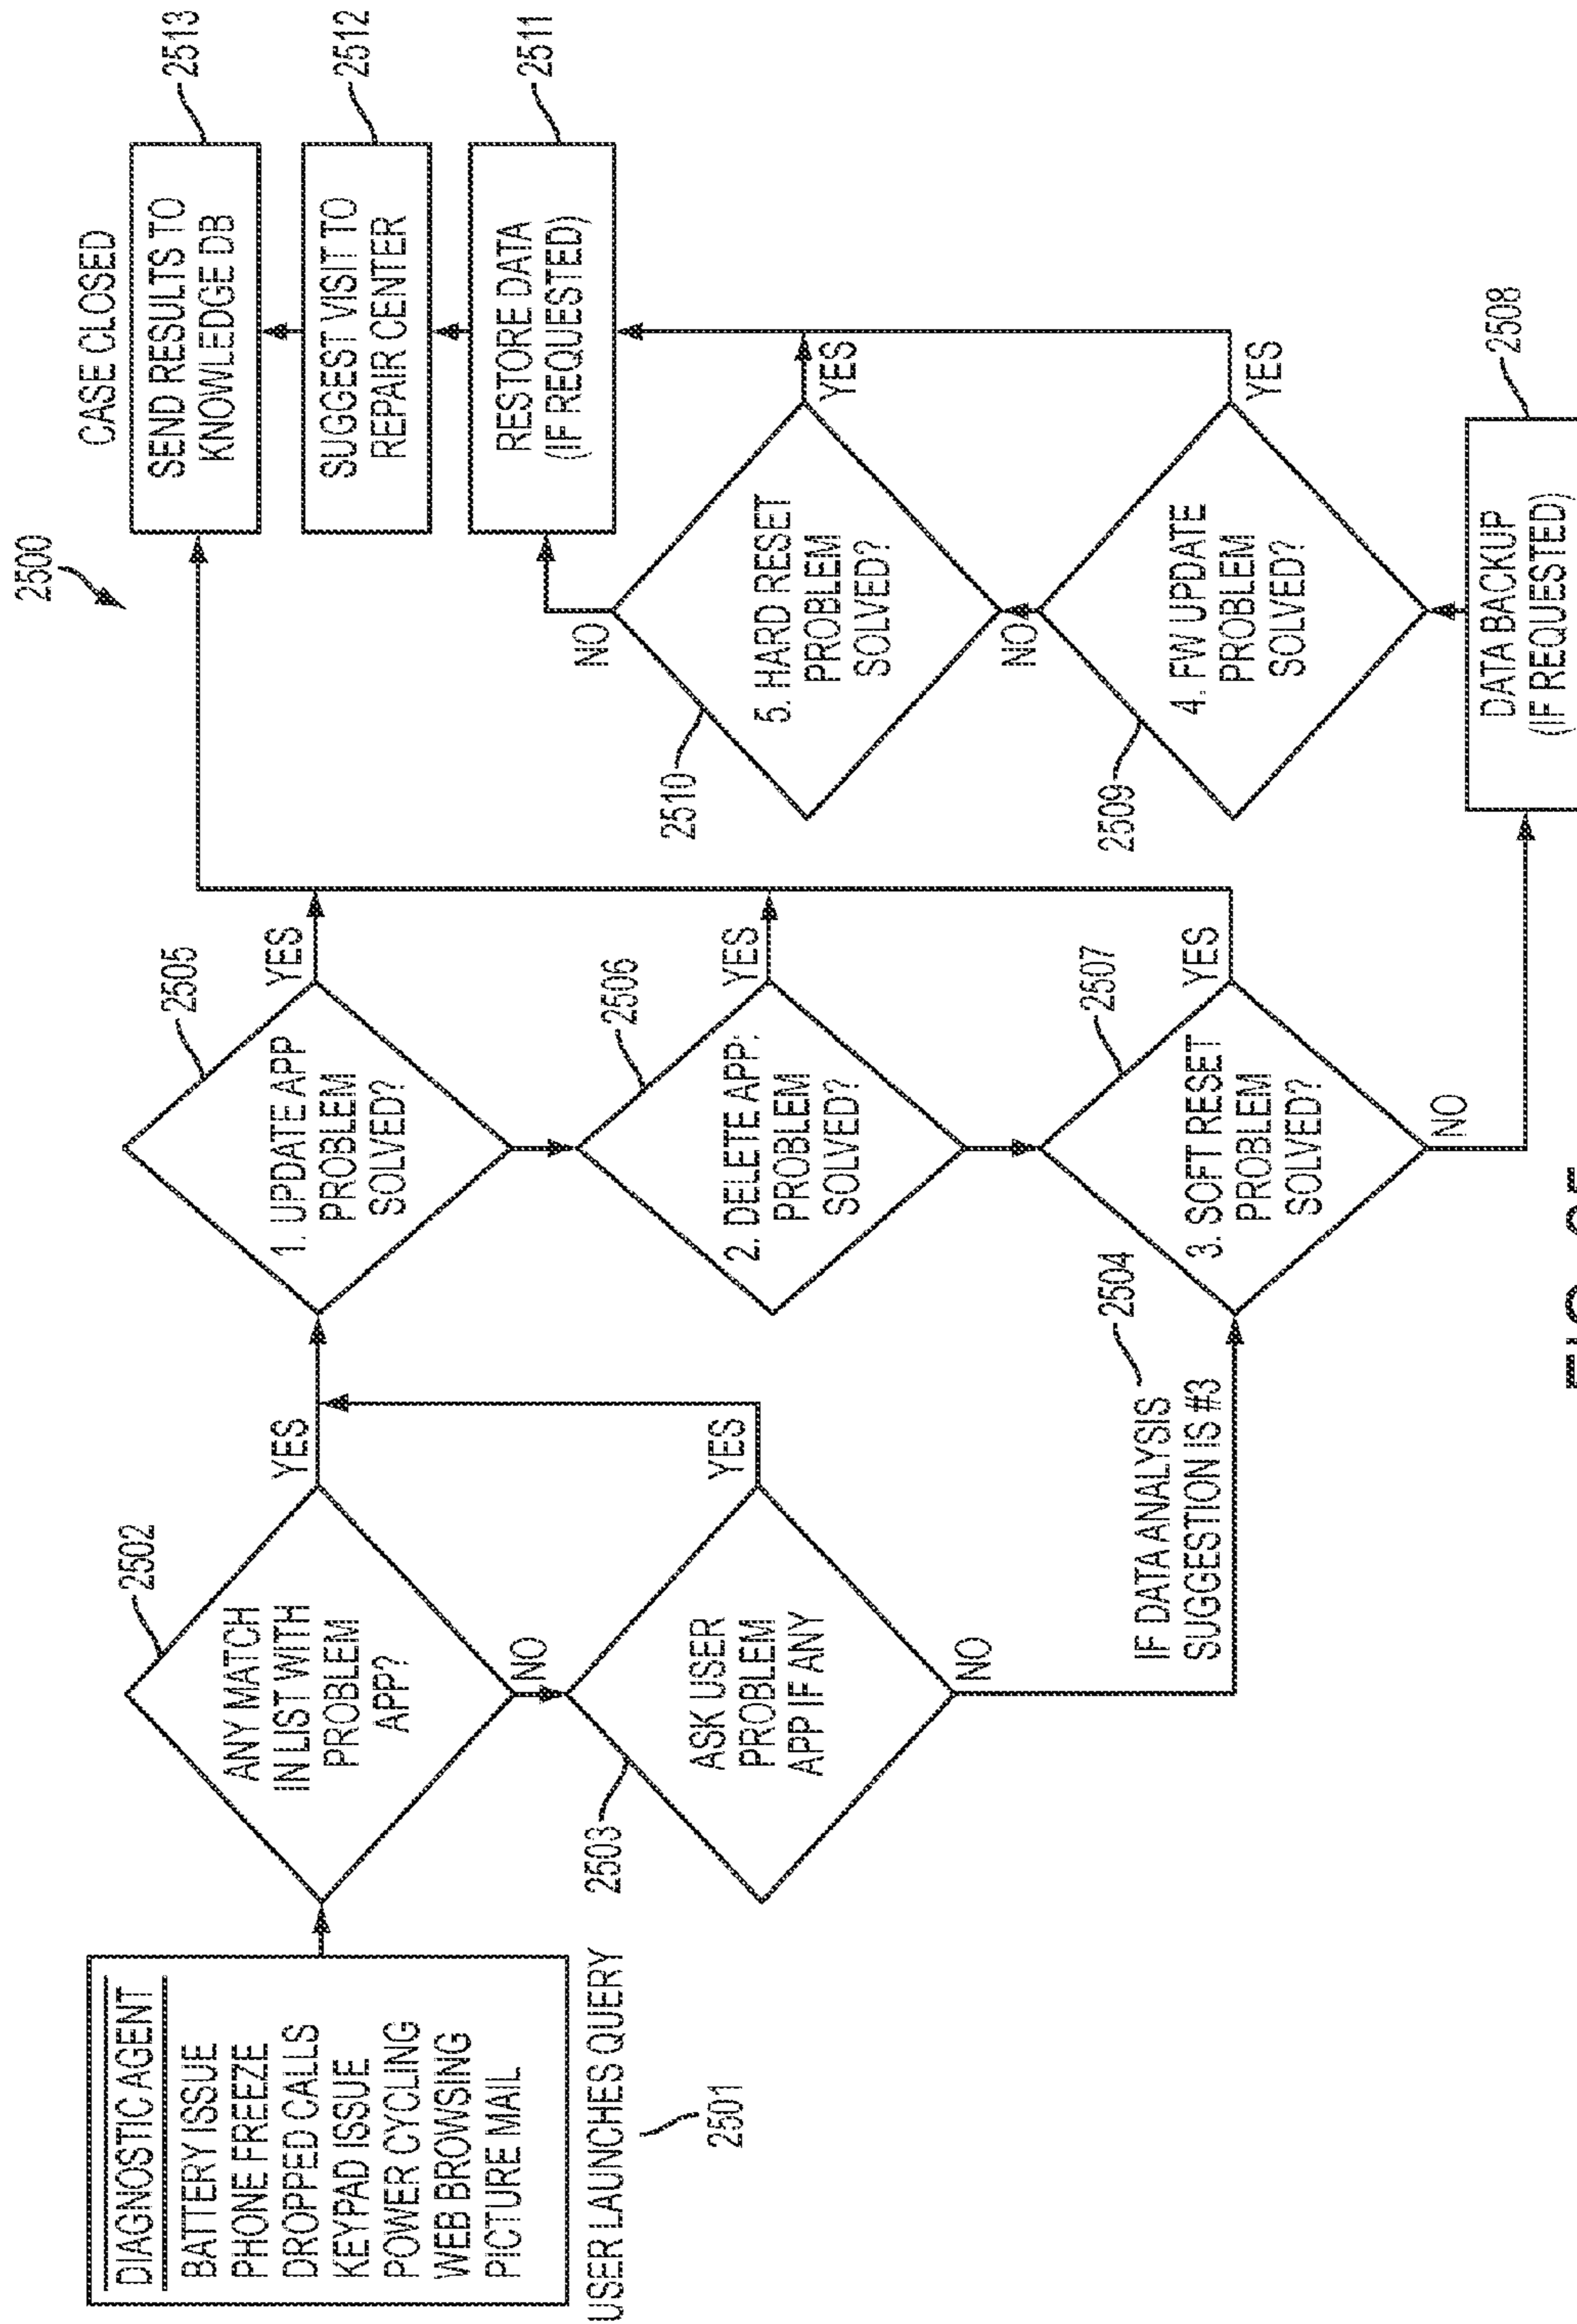 2500
DIAGNOSTIC AGENT
BATTERY ISSUE
PHONE FREEZE
DROPPED CALLS
KEYPAD ISSUE
POWER CYCLING
WEB BROWSING
PICTURE MAIL
USER LAUNCHES QUERY
2501
2502
ANY MATCH
IN LIST WITH
PROBLEM
APP?
YES
NO
2503
ASK USER
PROBLEM
APP IF ANY
YES
NO
IF DATA ANALYSIS
SUGGESTION IS #3
2504
2505
1. UPDATE APP
PROBLEM
SOLVED?
YES
2506
2. DELETE APP:
PROBLEM
SOLVED?
YES
2507
3. SOFT RESET
PROBLEM
SOLVED?
YES
NO
2508
DATA BACKUP
(IF REQUESTED)
2509
4. FW UPDATE
PROBLEM
SOLVED?
YES
NO
2510
5. HARD RESET
PROBLEM
SOLVED?
YES
NO
RESTORE DATA
(IF REQUESTED)
2511
SUGGEST VISIT TO
REPAIR CENTER
2512
CASE CLOSED
SEND RESULTS TO
KNOWLEDGE DB
2513